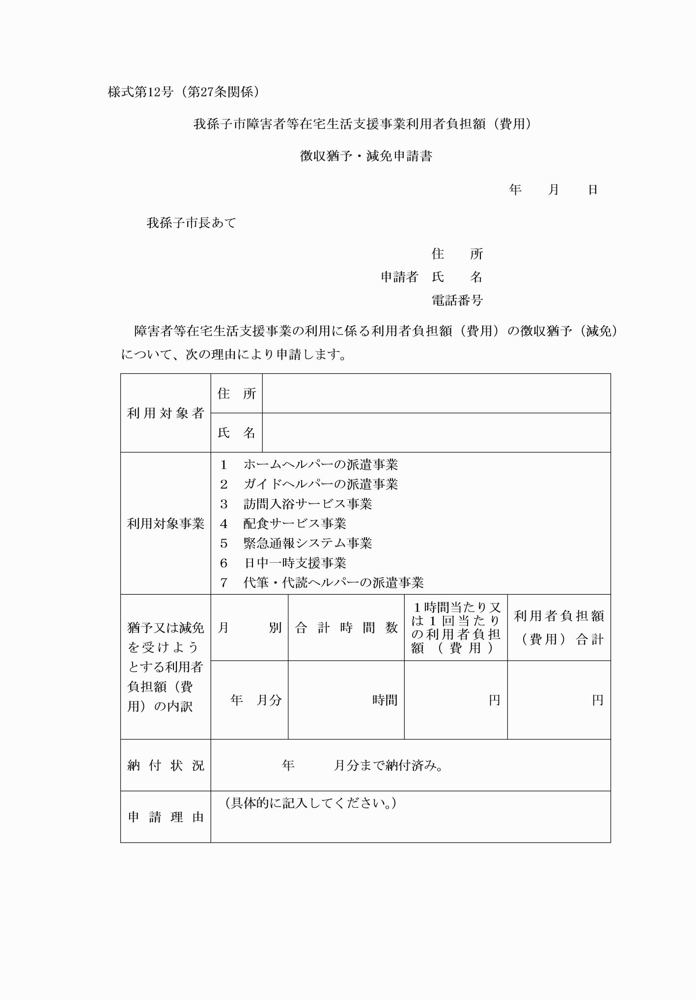 様式第12号（第27条関係）
我孫子市障害者等在宅生活支援事業利用者負担額（費用）
徴収猶予・減免申請書
年　　月　　日
我孫子市長あて
住　　所
申請者　氏　　名
電話番号
障害者等在宅生活支援事業の利用に係る利用者負担額（費用）の徴収猶予（減免）
について、次の理由により申請します。
利用対象者
住　所
氏　名
利用対象事業
１　ホームヘルパーの派遣事業
２　ガイドヘルパーの派遣事業
３　訪問入浴サービス事業
４　配食サービス事業
５　緊急通報システム事業
６　日中一時支援事業
７　代筆・代読ヘルパーの派遣事業
猶予又は減免
を受けよう
とする利用者
負担額（費
用）の内訳
月　　　別
合計時間数
１時間当たり又
は１回当たり
の利用者負担
額（費用）
利用者負担額
（費用）合計
年　月分
時間
円
円
納付状況
年　　　月分まで納付済み。
申請理由
（具体的に記入してください。）